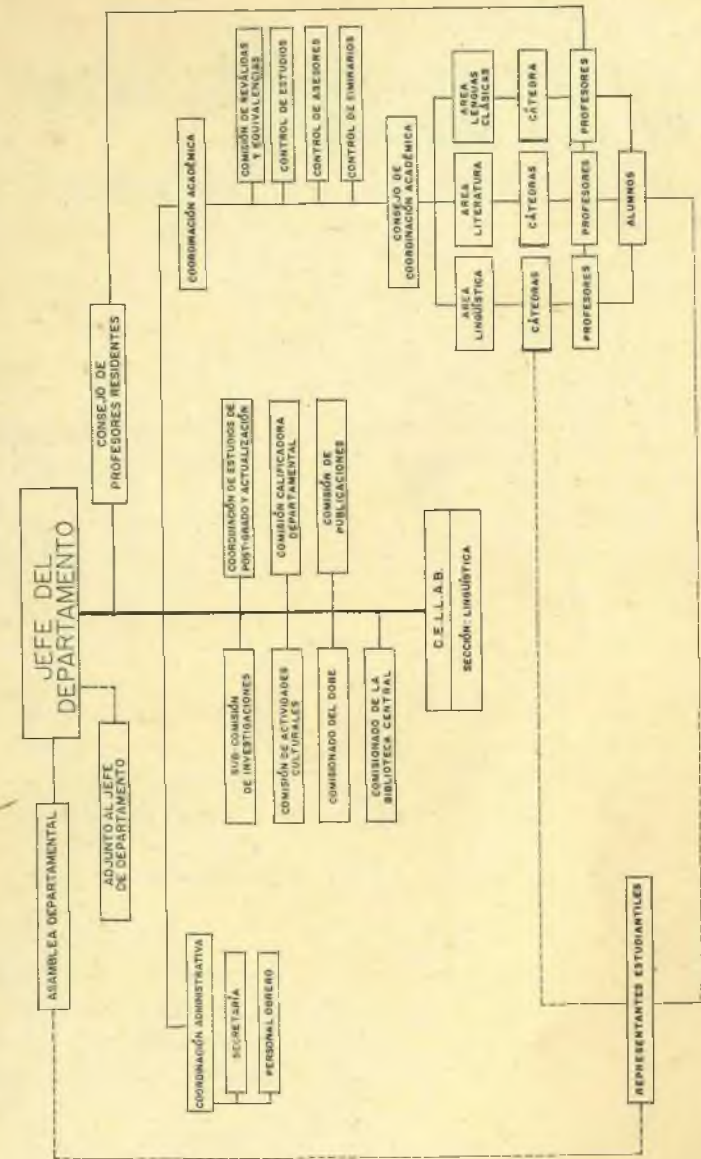 JEFE DEL
DEPARTAMENTO
ASAMBLEA DEPARTAMENTAL
ADJUNTO AL JEFE
DE DEPARTAMENTO
CONSEJO DE
PROFESORES RESIDENTES
COORDINACIÓN ADMINISTRATIVA
SECRETARÍA
PERSONAL OBRERO
SUB-COMISIÓN
DE INVESTIGACIONES
COMISIÓN DE ACTIVIDADES
CULTURALES
COMISIONADO DEL DOBE
COMISIONADO DE LA
BIBLIOTECA CENTRAL
COORDINACIÓN DE ESTUDIOS DE
POST-GRADO Y ACTUALIZACIÓN
COMISIÓN CALIFICADORA
DEPARTAMENTAL
COMISIÓN DE
PUBLICACIONES
C.E.L.L.A.B.
SECCIÓN: LINGUÍSTICA
COORDINACIÓN ACADÉMICA
COMISIÓN DE REVÁLIDAS
Y EQUIVALENCIAS
CONTROL DE ESTUDIOS
CONTROL DE ASESORES
CONTROL DE EIMINARIOS
CONSEJO DE
COORDINACIÓN ACADÉMICA
AREA
LINGÜÍSTICA
AREA
LITERATURA
AREA
LENGUAS
CLÁSICAS
CÁTEDRAS
CÁTEDRAS
CÁTEDRA
PROFESORES
PROFESORES
PROFESORES
ALUMNOS
REPRESENTANTES ESTUDIANTILES